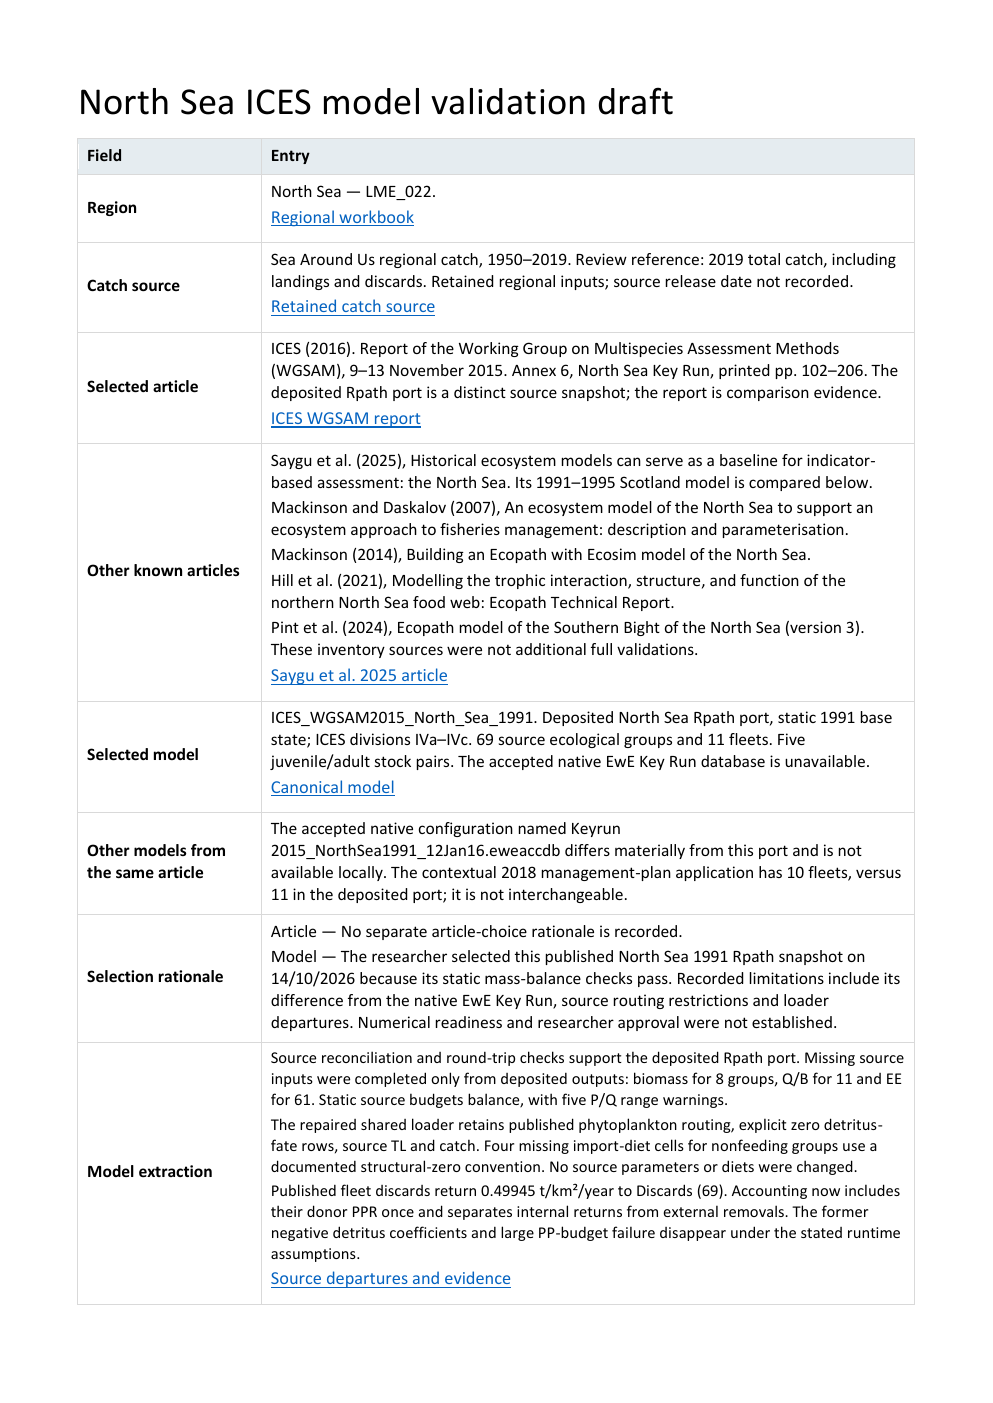 North Sea ICES model validation draft
Field
Entry
Region
North Sea — LME_022.
Regional workbook
Catch source
Sea Around Us regional catch, 1950–2019. Review reference: 2019 total catch, including
landings and discards. Retained regional inputs; source release date not recorded.
Retained catch source
Selected article
ICES (2016). Report of the Working Group on Multispecies Assessment Methods
(WGSAM), 9–13 November 2015. Annex 6, North Sea Key Run, printed pp. 102–206. The
deposited Rpath port is a distinct source snapshot; the report is comparison evidence.
ICES WGSAM report
Other known articles
Saygu et al. (2025), Historical ecosystem models can serve as a baseline for indicator-
based assessment: the North Sea. Its 1991–1995 Scotland model is compared below.
Mackinson and Daskalov (2007), An ecosystem model of the North Sea to support an
ecosystem approach to fisheries management: description and parameterisation.
Mackinson (2014), Building an Ecopath with Ecosim model of the North Sea.
Hill et al. (2021), Modelling the trophic interaction, structure, and function of the
northern North Sea food web: Ecopath Technical Report.
Pint et al. (2024), Ecopath model of the Southern Bight of the North Sea (version 3).
These inventory sources were not additional full validations.
Saygu et al. 2025 article
Selected model
ICES_WGSAM2015_North_Sea_1991. Deposited North Sea Rpath port, static 1991 base
state; ICES divisions IVa–IVc. 69 source ecological groups and 11 fleets. Five
juvenile/adult stock pairs. The accepted native EwE Key Run database is unavailable.
Canonical model
Other models from
the same article
The accepted native configuration named Keyrun
2015_NorthSea1991_12Jan16.eweaccdb differs materially from this port and is not
available locally. The contextual 2018 management-plan application has 10 fleets, versus
11 in the deposited port; it is not interchangeable.
Selection rationale
Article — No separate article-choice rationale is recorded.
Model — The researcher selected this published North Sea 1991 Rpath snapshot on
14/10/2026 because its static mass-balance checks pass. Recorded limitations include its
difference from the native EwE Key Run, source routing restrictions and loader
departures. Numerical readiness and researcher approval were not established.
Model extraction
Source reconciliation and round-trip checks support the deposited Rpath port. Missing source
inputs were completed only from deposited outputs: biomass for 8 groups, Q/B for 11 and EE
for 61. Static source budgets balance, with five P/Q range warnings.
The repaired shared loader retains published phytoplankton routing, explicit zero detritus-
fate rows, source TL and catch. Four missing import-diet cells for nonfeeding groups use a
documented structural-zero convention. No source parameters or diets were changed.
Published fleet discards return 0.49945 t/km²/year to Discards (69). Accounting now includes
their donor PPR once and separates internal returns from external removals. The former
negative detritus coefficients and large PP-budget failure disappear under the stated runtime
assumptions.
Source departures and evidence